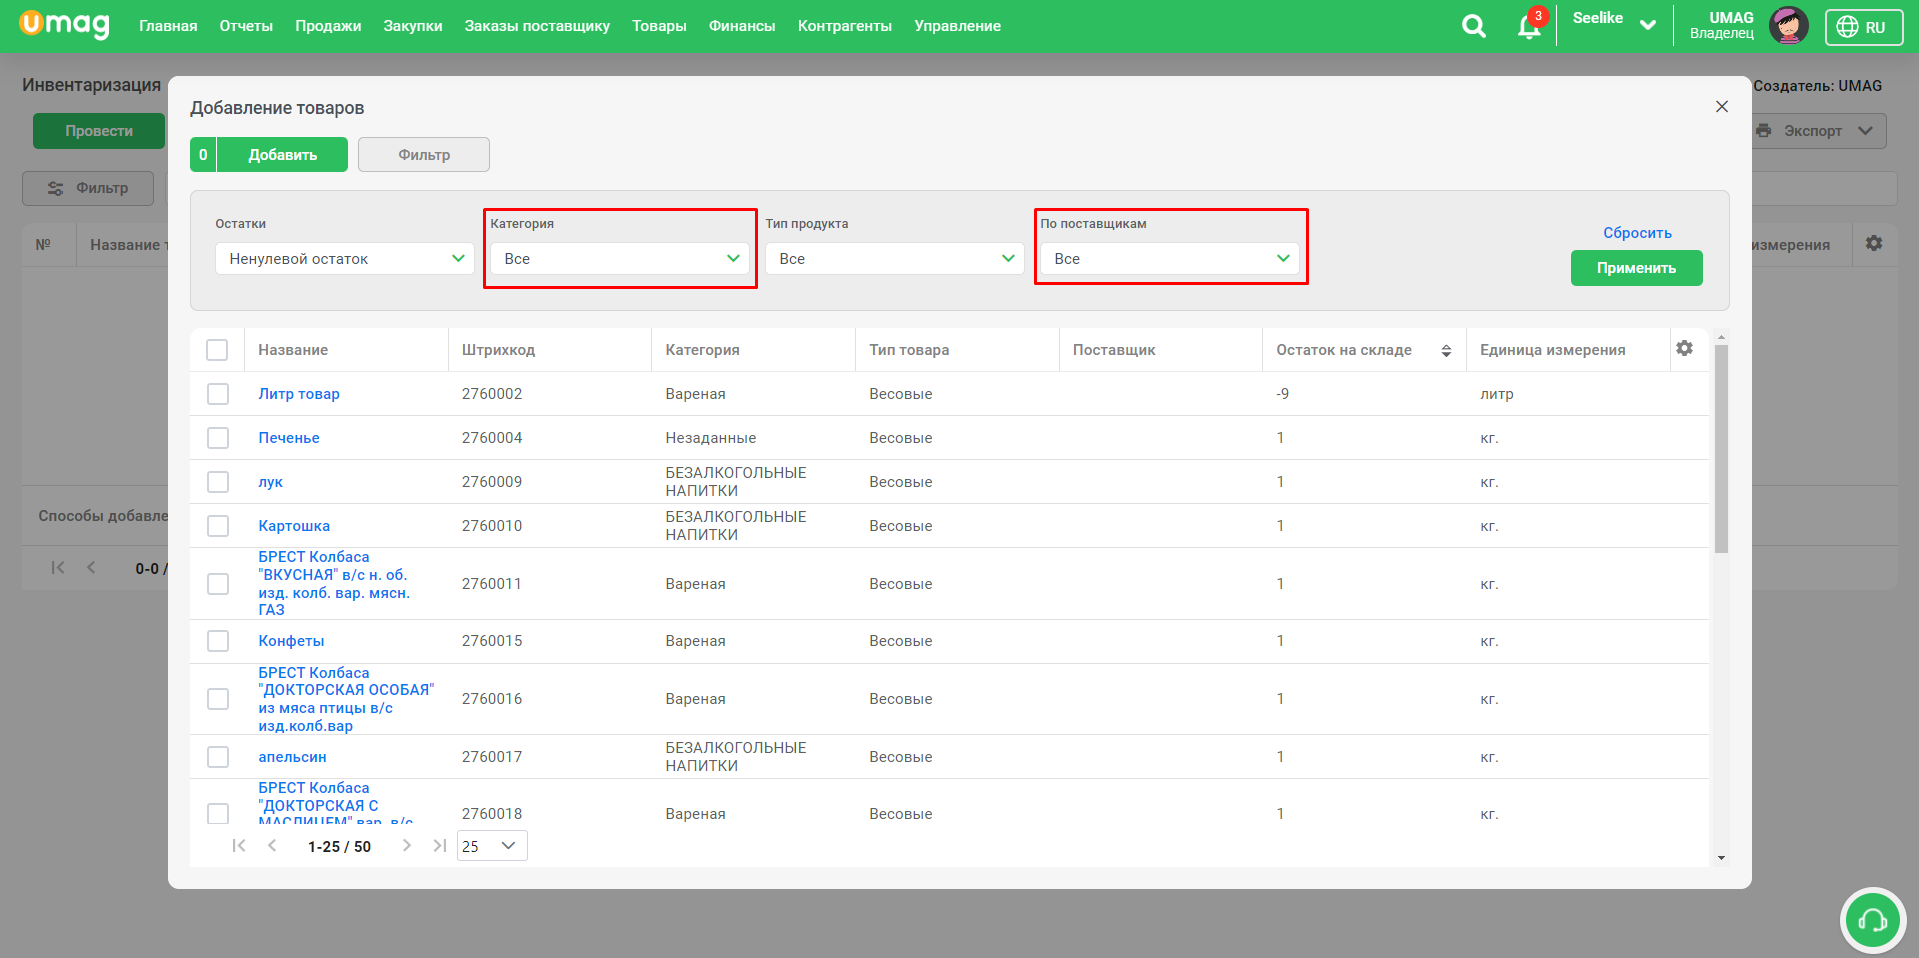 umag
Главная Отчеты Продажи Закупки Заказы поставщику Товары Финансы Контрагенты Управление
3
Seelike
UMAG
Владелец
RU
Инвентаризация
Создатель: UMAG
Провести
Экспорт
Фильтр
№ Название т
измерения
Способы добавле
0-0 /
Добавление товаров
0 Добавить Фильтр
Остатки Категория Тип продукта По поставщикам
Ненулевой остаток Все Все Все
Сбросить
Применить
Название Штрихкод Категория Тип товара Поставщик Остаток на складе Единица измерения
Литр товар 2760002 Вареная Весовые -9 литр
Печенье 2760004 Незаданные Весовые 1 кг.
лук 2760009 БЕЗАЛКОГОЛЬНЫЕ НАПИТКИ Весовые 1 кг.
Картошка 2760010 БЕЗАЛКОГОЛЬНЫЕ НАПИТКИ Весовые 1 кг.
БРЕСТ Колбаса
"ВКУСНАЯ" в/с н. об.
изд. колб. вар. мясн.
ГАЗ
2760011 Вареная Весовые 1 кг.
Конфеты 2760015 Вареная Весовые 1 кг.
БРЕСТ Колбаса
"ДОКТОРСКАЯ ОСОБАЯ"
из мяса птицы в/с
изд.колб.вар
2760016 Вареная Весовые 1 кг.
апельсин 2760017 БЕЗАЛКОГОЛЬНЫЕ НАПИТКИ Весовые 1 кг.
БРЕСТ Колбаса
"ДОКТОРСКАЯ С
МАСЛИЦЕМ" вар. в/с
2760018 Вареная Весовые 1 кг.
1-25 / 50 25